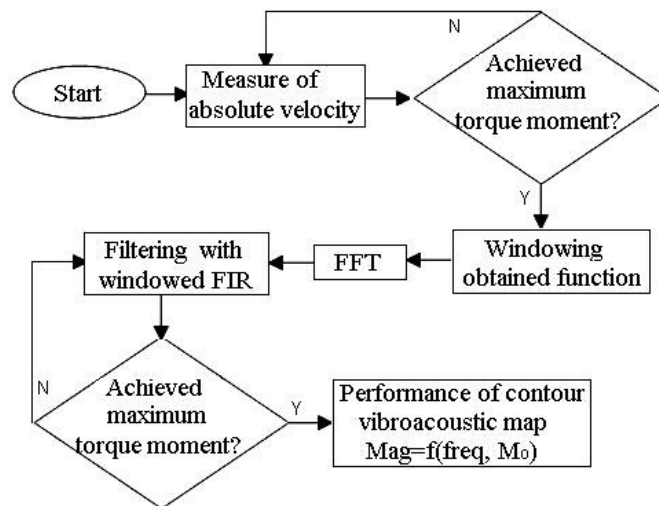 Start
Measure of
absolute velocity
N
Achieved
maximum
torque moment?
Y
Windowing
obtained function
FFT
Filtering with
windowed FIR
N
Achieved
maximum
torque moment?
Y
Performance of contour
vibroacoustic map
Mag=f(freq, M₀)